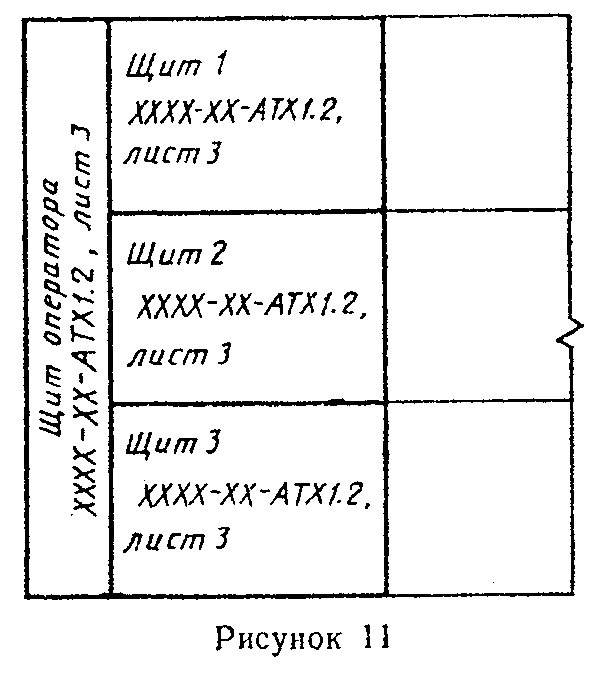 Щит оператора
XXXX-XX-АТХ1.2, лист 3
Щит 1
XXXX-XX-АТХ1.2,
лист 3
Щит 2
XXXX-XX-АТХ1.2,
лист 3
Щит 3
XXXX-XX-АТХ1.2,
лист 3
Рисунок 11